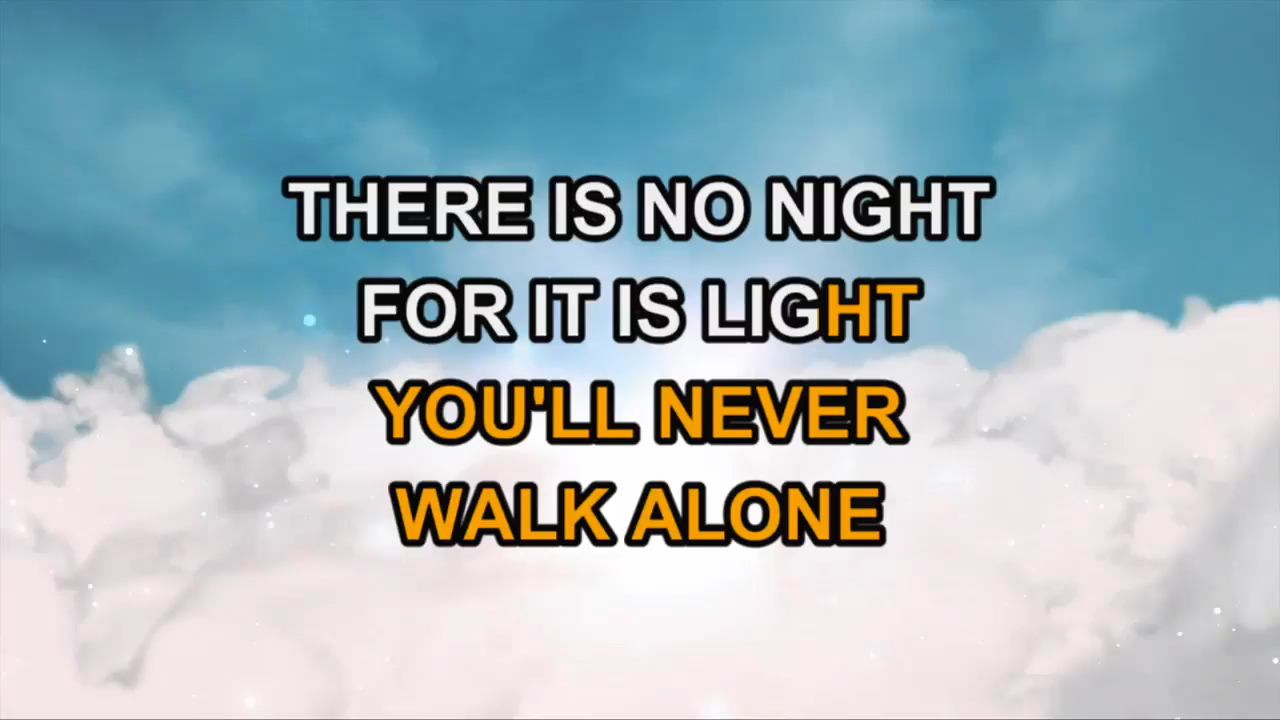 THERE IS NO NIGHT
FOR IT IS LIGHT
YOU'LL NEVER
WALK ALONE